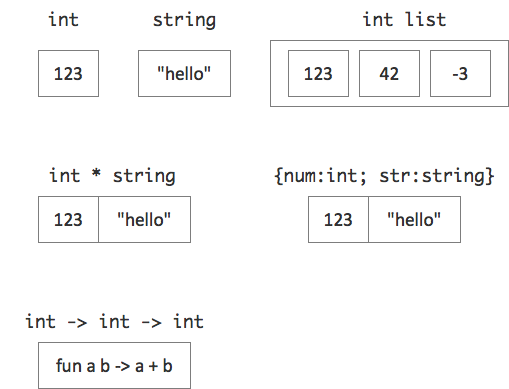 int string int list
123 "hello" 123 42 -3
int * string {num:int; str:string}
123 "hello" 123 "hello"
int -> int -> int
fun a b -> a + b